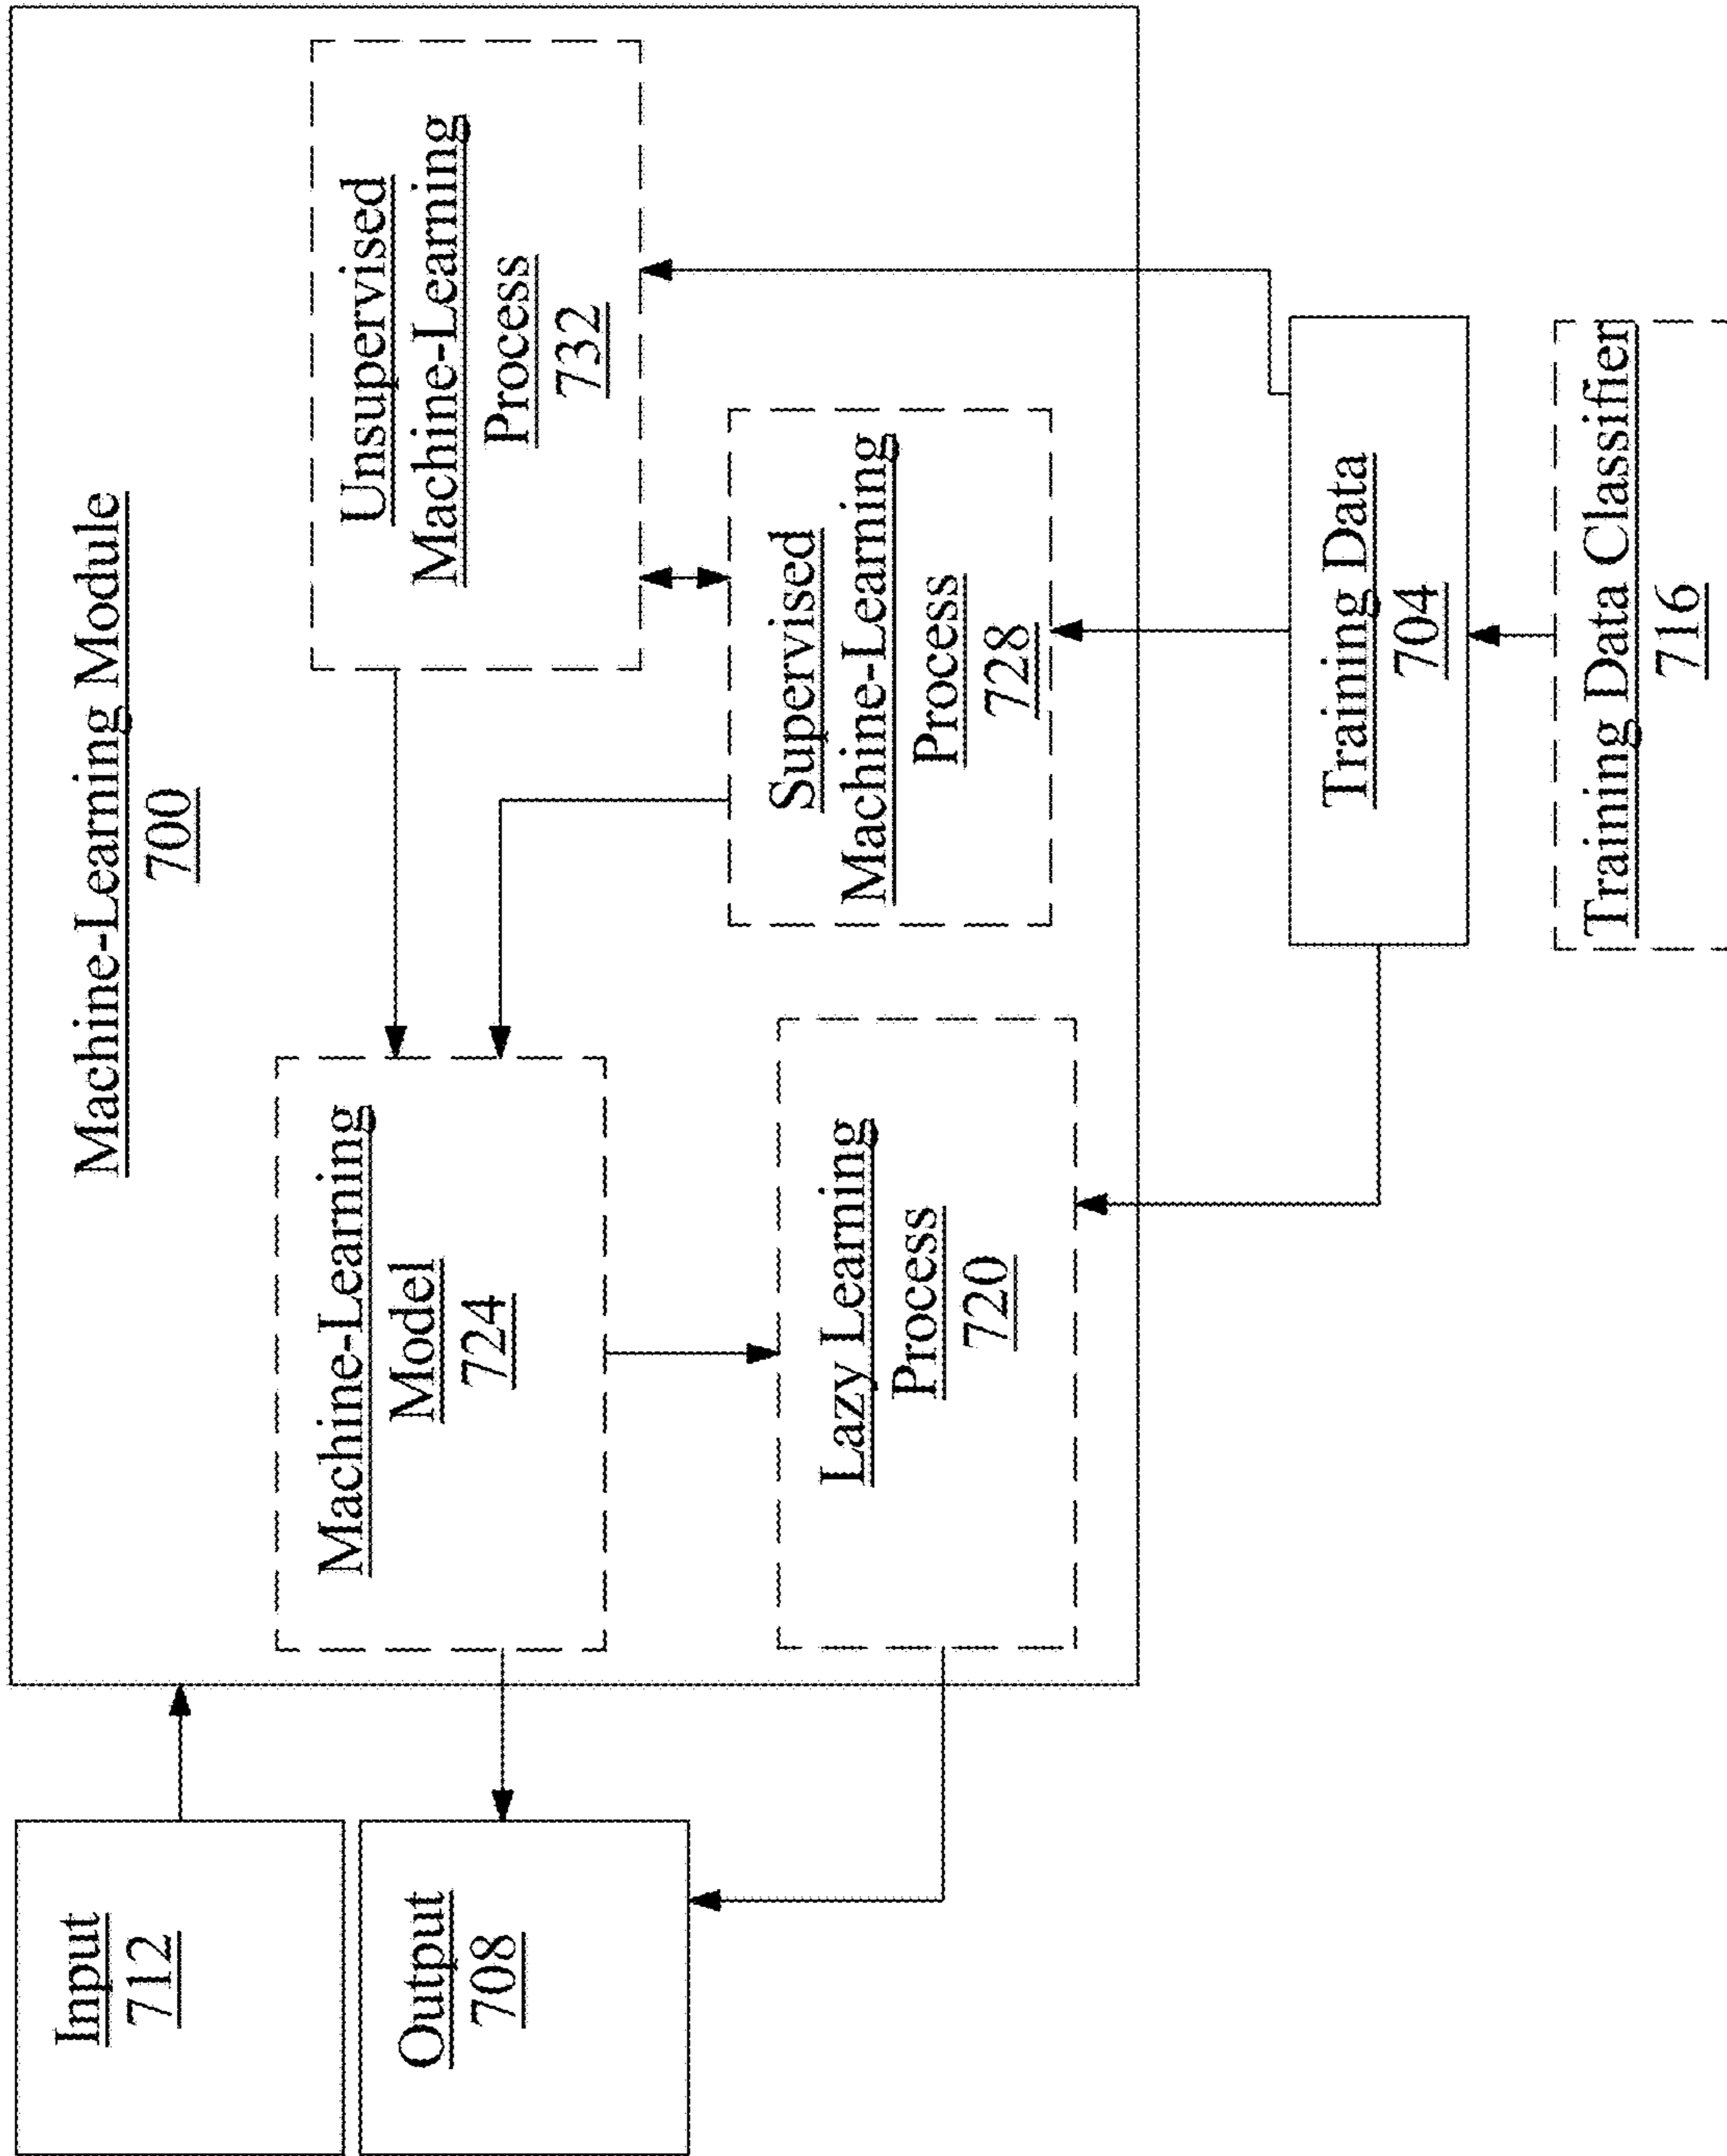 Machine-Learning Module
700
Input
712
Output
708
Machine-Learning
Model
724
Unsupervised
Machine-Learning
Process
732
Lazy Learning
Process
720
Supervised
Machine-Learning
Process
728
Training Data
704
Training Data Classifier
716